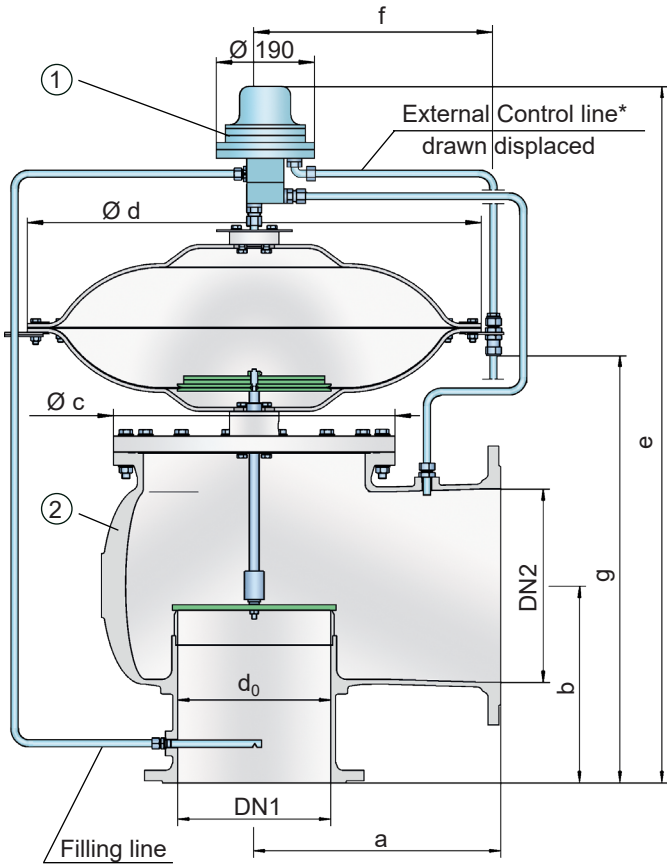 f
Ø 190
1
External Control line*
drawn displaced
Ø d
Ø c
e
2
DN2
g
b
d₀
DN1
a
Filling line